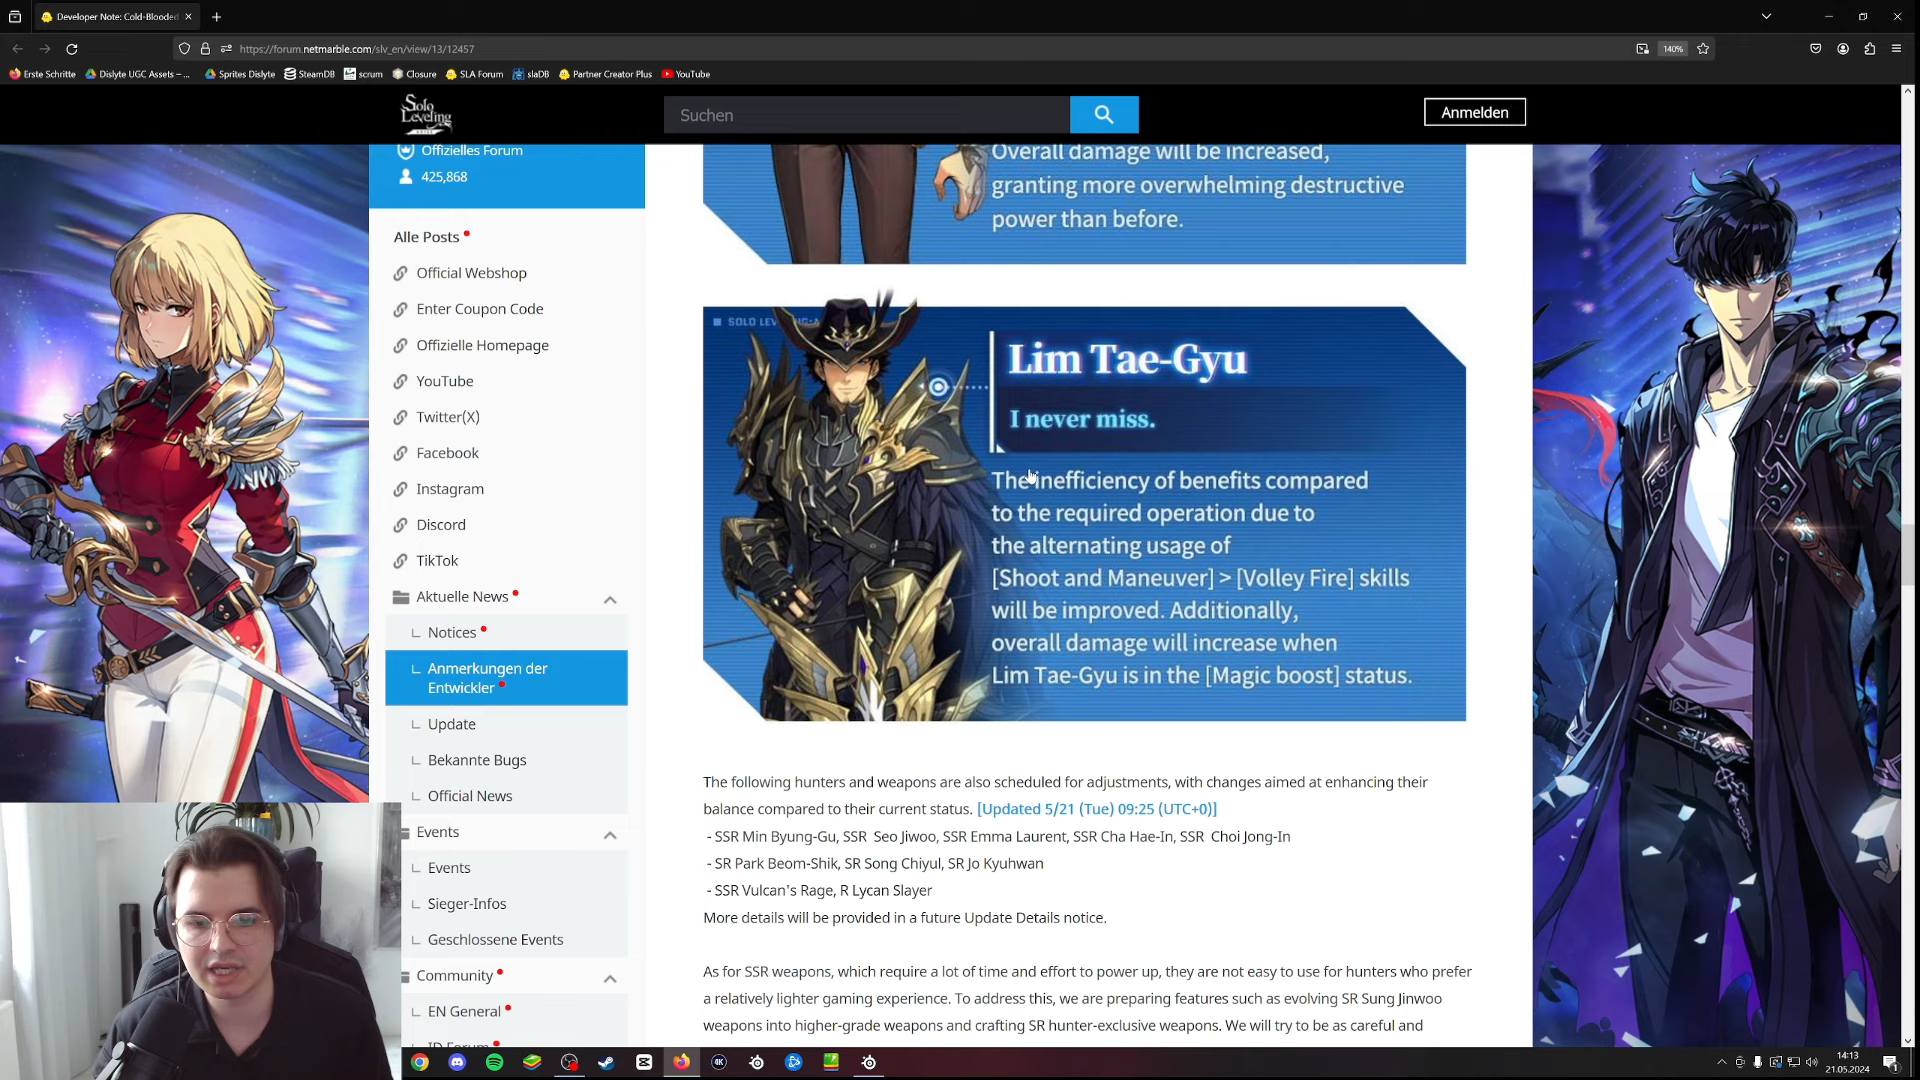 Developer Note: Cold-Blooded
https://forum.netmarble.com/slv_en/view/13/12457
140%
Erste Schritte
Dislyte UGC Assets – ...
Sprites Dislyte
SteamDB
scrum
Closure
SLA Forum
slaDB
Partner Creator Plus
YouTube
Solo Leveling
Suchen
Anmelden
Offizielles Forum
425,868
Alle Posts
Official Webshop
Enter Coupon Code
Offizielle Homepage
YouTube
Twitter(X)
Facebook
Instagram
Discord
TikTok
Aktuelle News
Notices
Anmerkungen der
Entwickler
Update
Bekannte Bugs
Official News
Events
Events
Sieger-Infos
Geschlossene Events
Community
EN General
Overall damage will be increased,
granting more overwhelming destructive
power than before.
Lim Tae-Gyu
I never miss.
The inefficiency of benefits compared
to the required operation due to
the alternating usage of
[Shoot and Maneuver] > [Volley Fire] skills
will be improved. Additionally,
overall damage will increase when
Lim Tae-Gyu is in the [Magic boost] status.
The following hunters and weapons are also scheduled for adjustments, with changes aimed at enhancing their
balance compared to their current status. [Updated 5/21 (Tue) 09:25 (UTC+0)]
- SSR Min Byung-Gu, SSR Seo Jiwoo, SSR Emma Laurent, SSR Cha Hae-In, SSR Choi Jong-In
- SR Park Beom-Shik, SR Song Chiyul, SR Jo Kyuhwan
- SSR Vulcan's Rage, R Lycan Slayer
More details will be provided in a future Update Details notice.
As for SSR weapons, which require a lot of time and effort to power up, they are not easy to use for hunters who prefer
a relatively lighter gaming experience. To address this, we are preparing features such as evolving SR Sung Jinwoo
weapons into higher-grade weapons and crafting SR hunter-exclusive weapons. We will try to be as careful and
14:13
21.05.2024